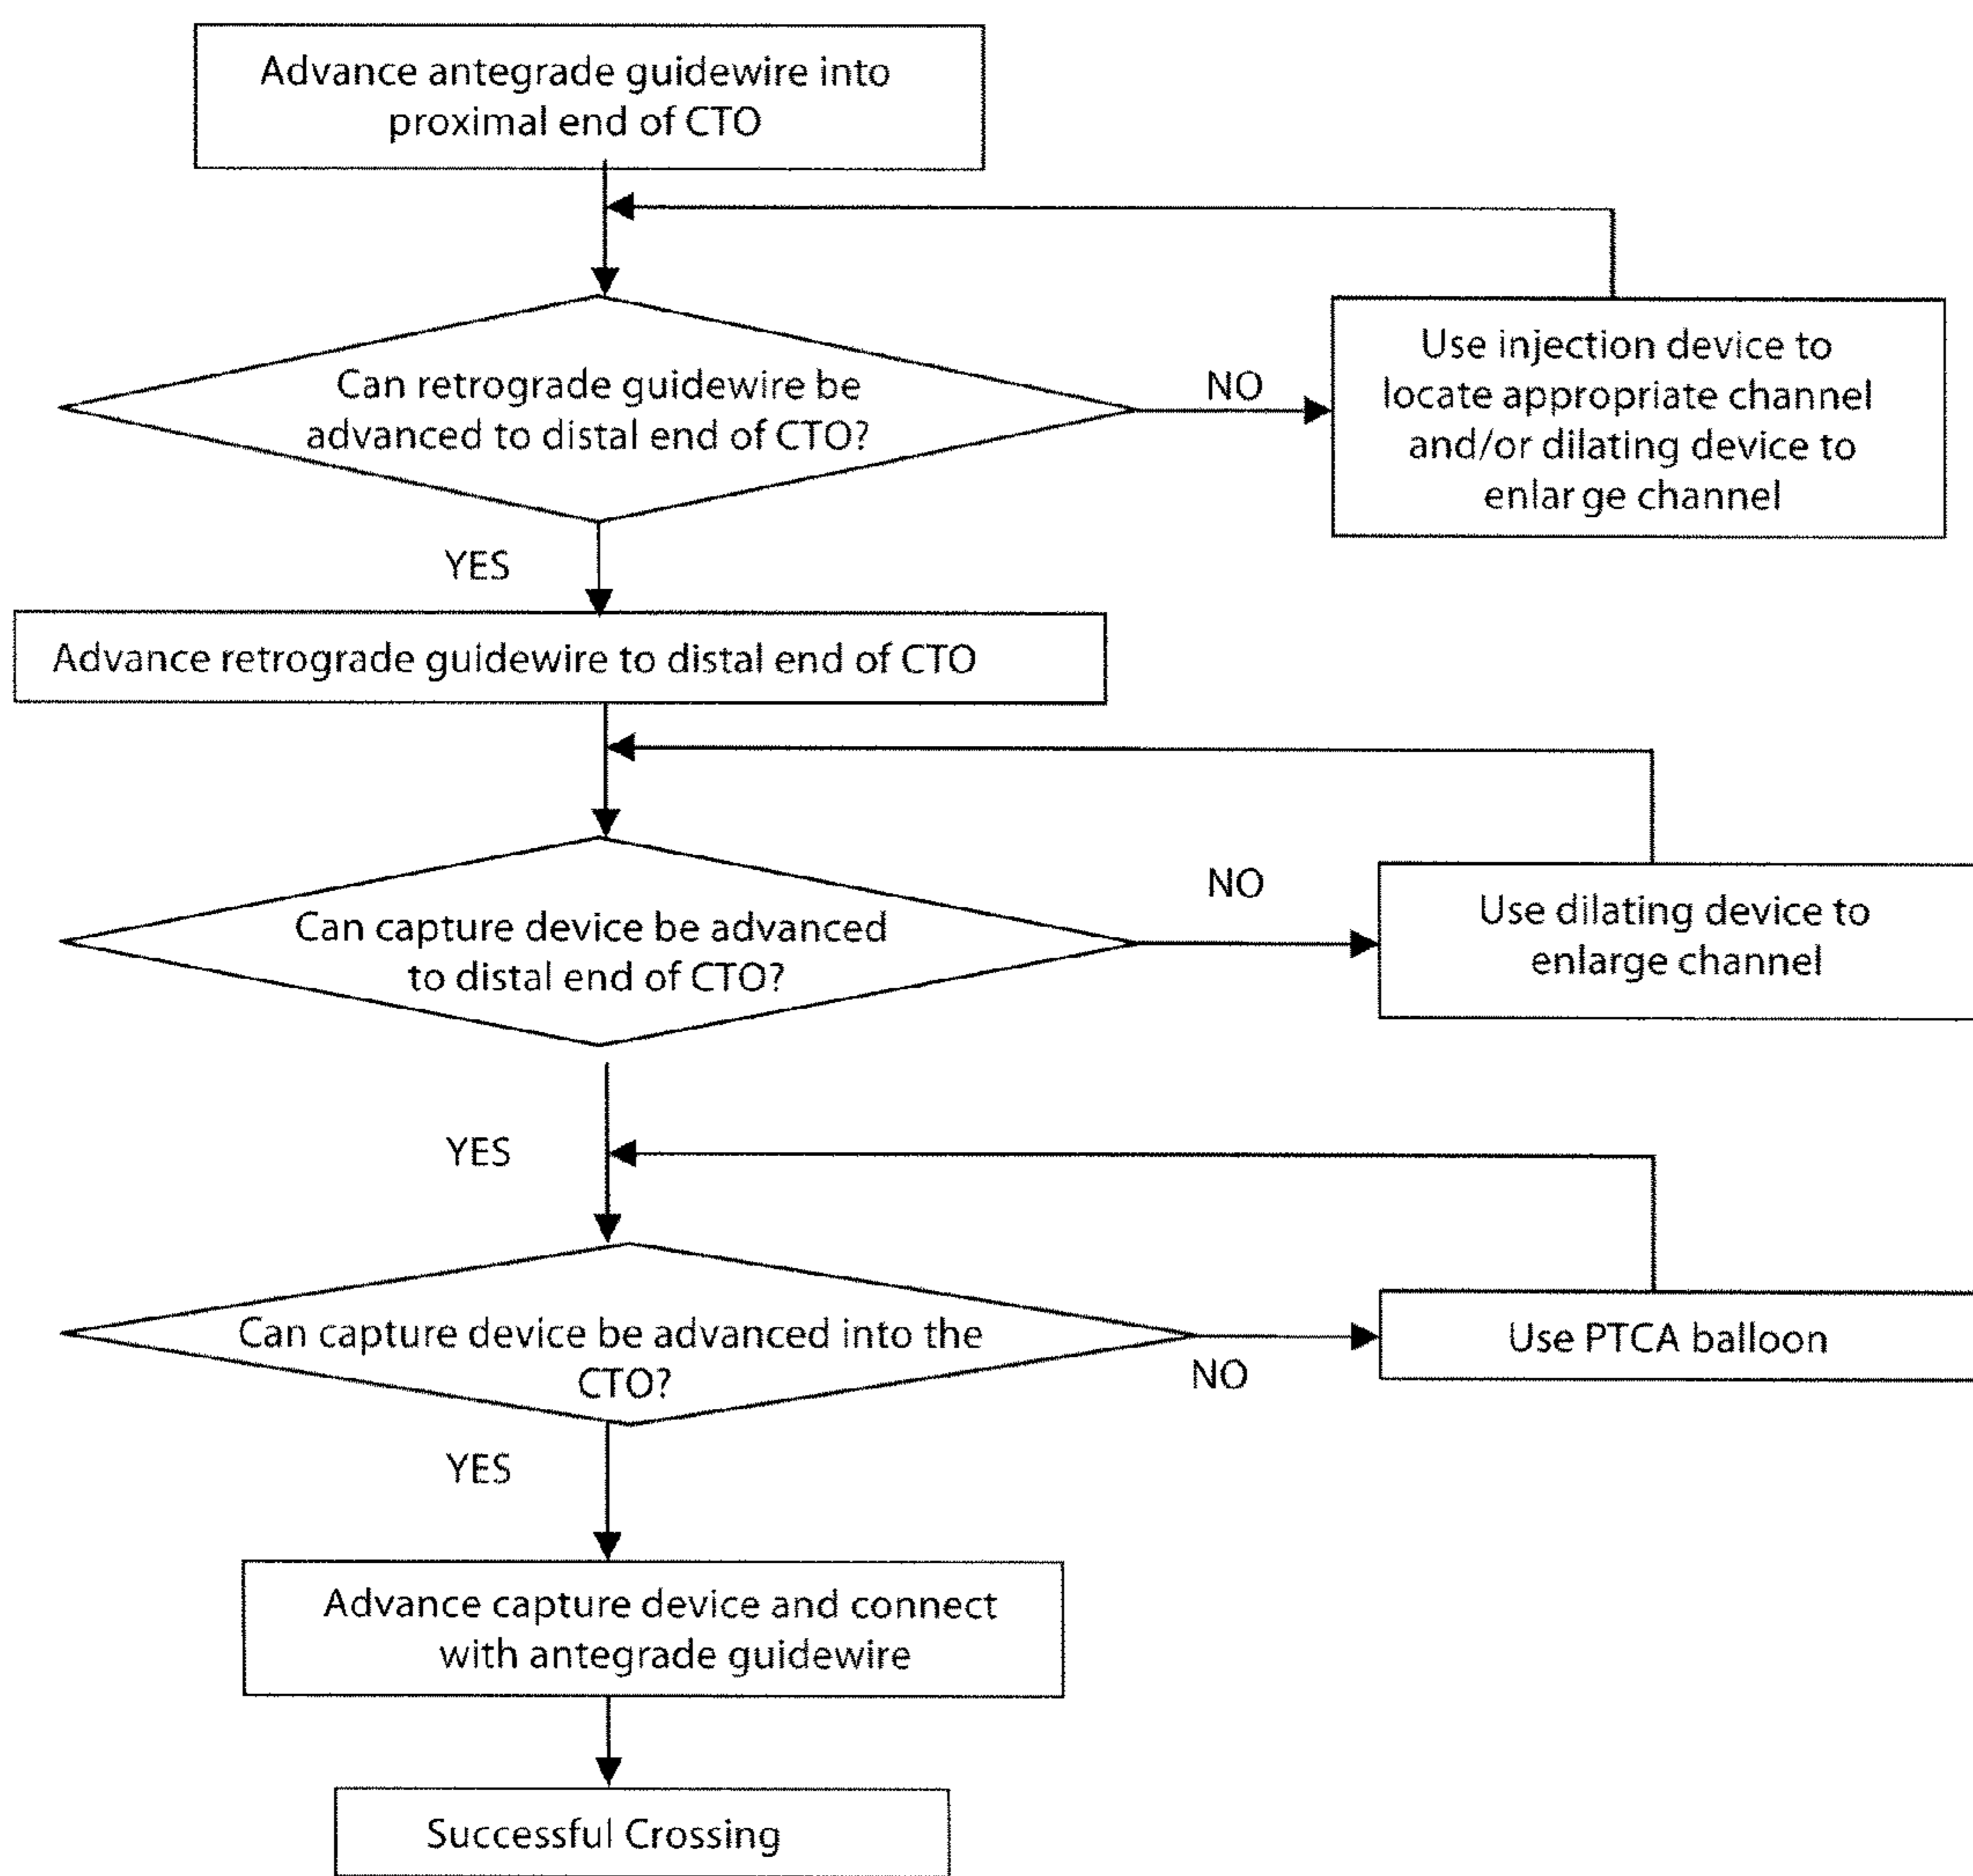 Advance antegrade guidewire into
proximal end of CTO
Can retrograde guidewire be
advanced to distal end of CTO?
NO
Use injection device to
locate appropriate channel
and/or dilating device to
enlarge channel
YES
Advance retrograde guidewire to distal end of CTO
Can capture device be advanced
to distal end of CTO?
NO
Use dilating device to
enlarge channel
YES
Can capture device be advanced into the
CTO?
NO
Use PTCA balloon
YES
Advance capture device and connect
with antegrade guidewire
Successful Crossing